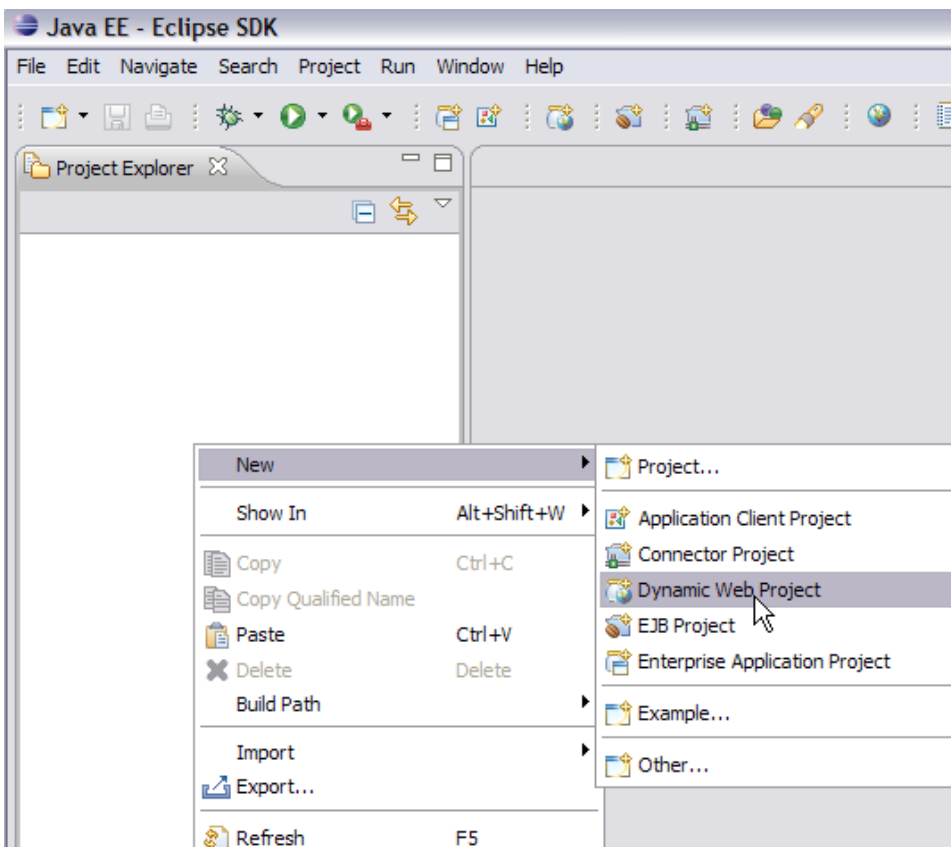 Java EE - Eclipse SDK
File Edit Navigate Search Project Run Window Help
Project Explorer
New
Show In Alt+Shift+W
Copy Ctrl+C
Copy Qualified Name
Paste Ctrl+V
Delete Delete
Build Path
Import
Export...
Refresh F5
Project...
Application Client Project
Connector Project
Dynamic Web Project
EJB Project
Enterprise Application Project
Example...
Other...